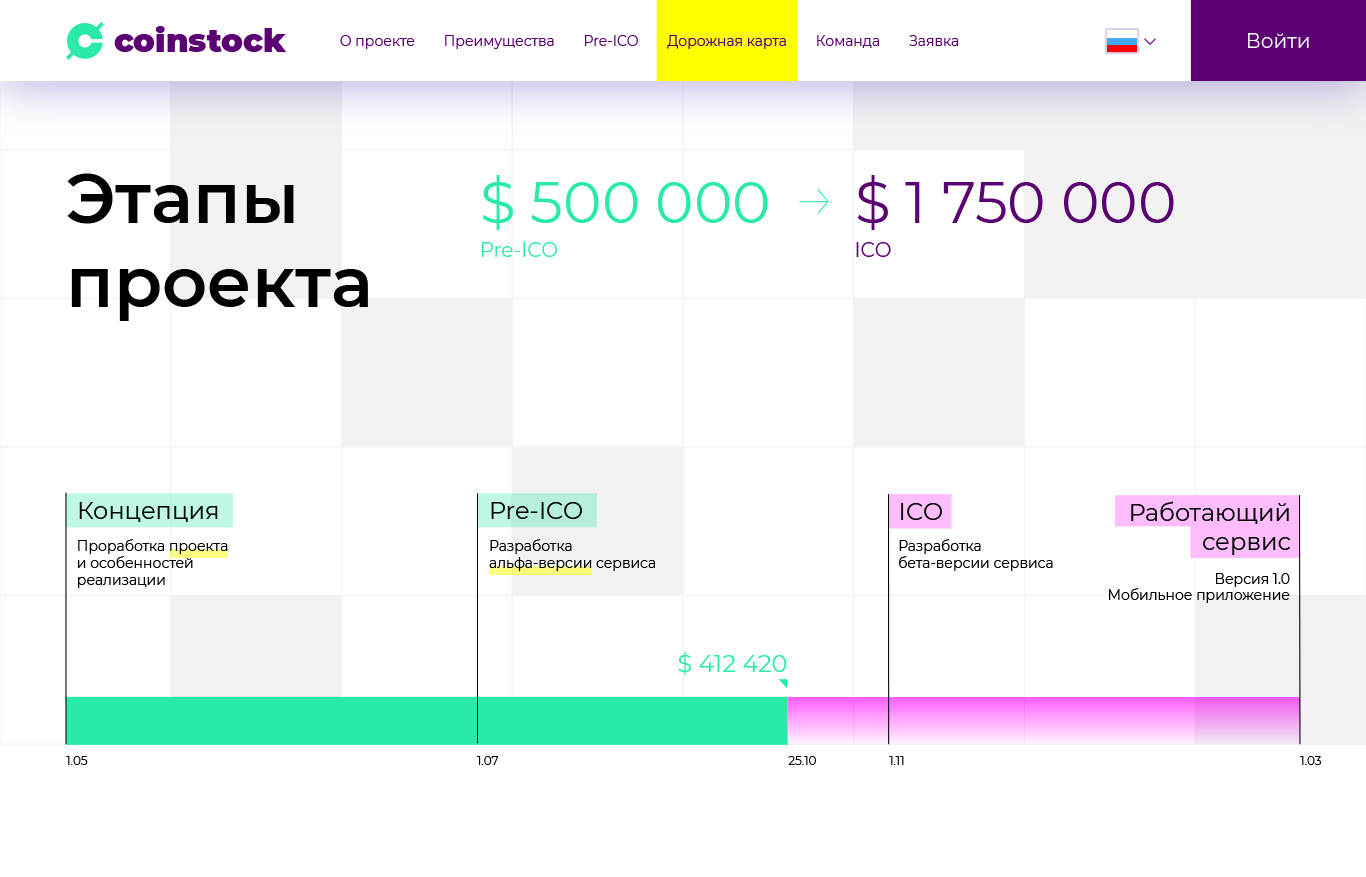 coinstock
О проекте
Преимущества
Pre-ICO
Дорожная карта
Команда
Заявка
Войти
Этапы
проекта
$ 500 000
Pre-ICO
$ 1 750 000
ICO
Концепция
Проработка проекта
и особенностей
реализации
Pre-ICO
Разработка
альфа-версии сервиса
ICO
Разработка
бета-версии сервиса
Работающий
сервис
Версия 1.0
Мобильное приложение
$ 412 420
1.05
1.07
25.10
1.11
1.03